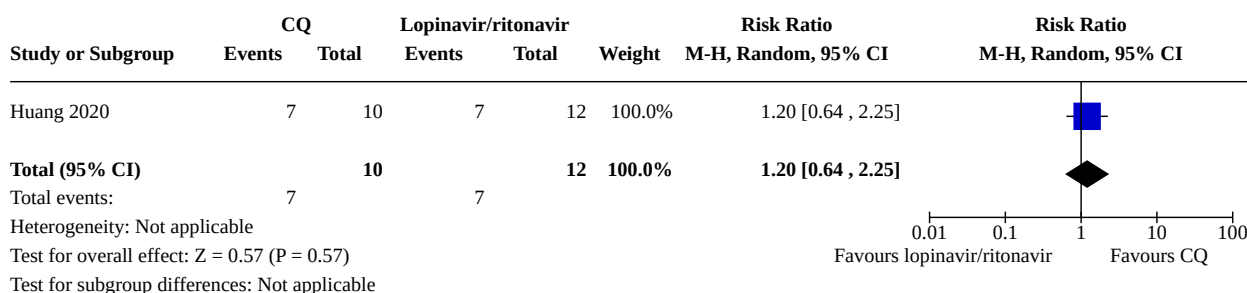 CQ Lopinavir/ritonavir Risk Ratio Risk Ratio
Study or Subgroup Events Total Events Total Weight M-H, Random, 95% CI M-H, Random, 95% CI
Huang 2020 7 10 7 12 100.0% 1.20 [0.64 , 2.25]
Total (95% CI) 10 12 100.0% 1.20 [0.64 , 2.25]
Total events: 7 7
Heterogeneity: Not applicable
0.01 0.1 1 10 100
Test for overall effect: Z = 0.57 (P = 0.57) Favours lopinavir/ritonavir Favours CQ
Test for subgroup differences: Not applicable